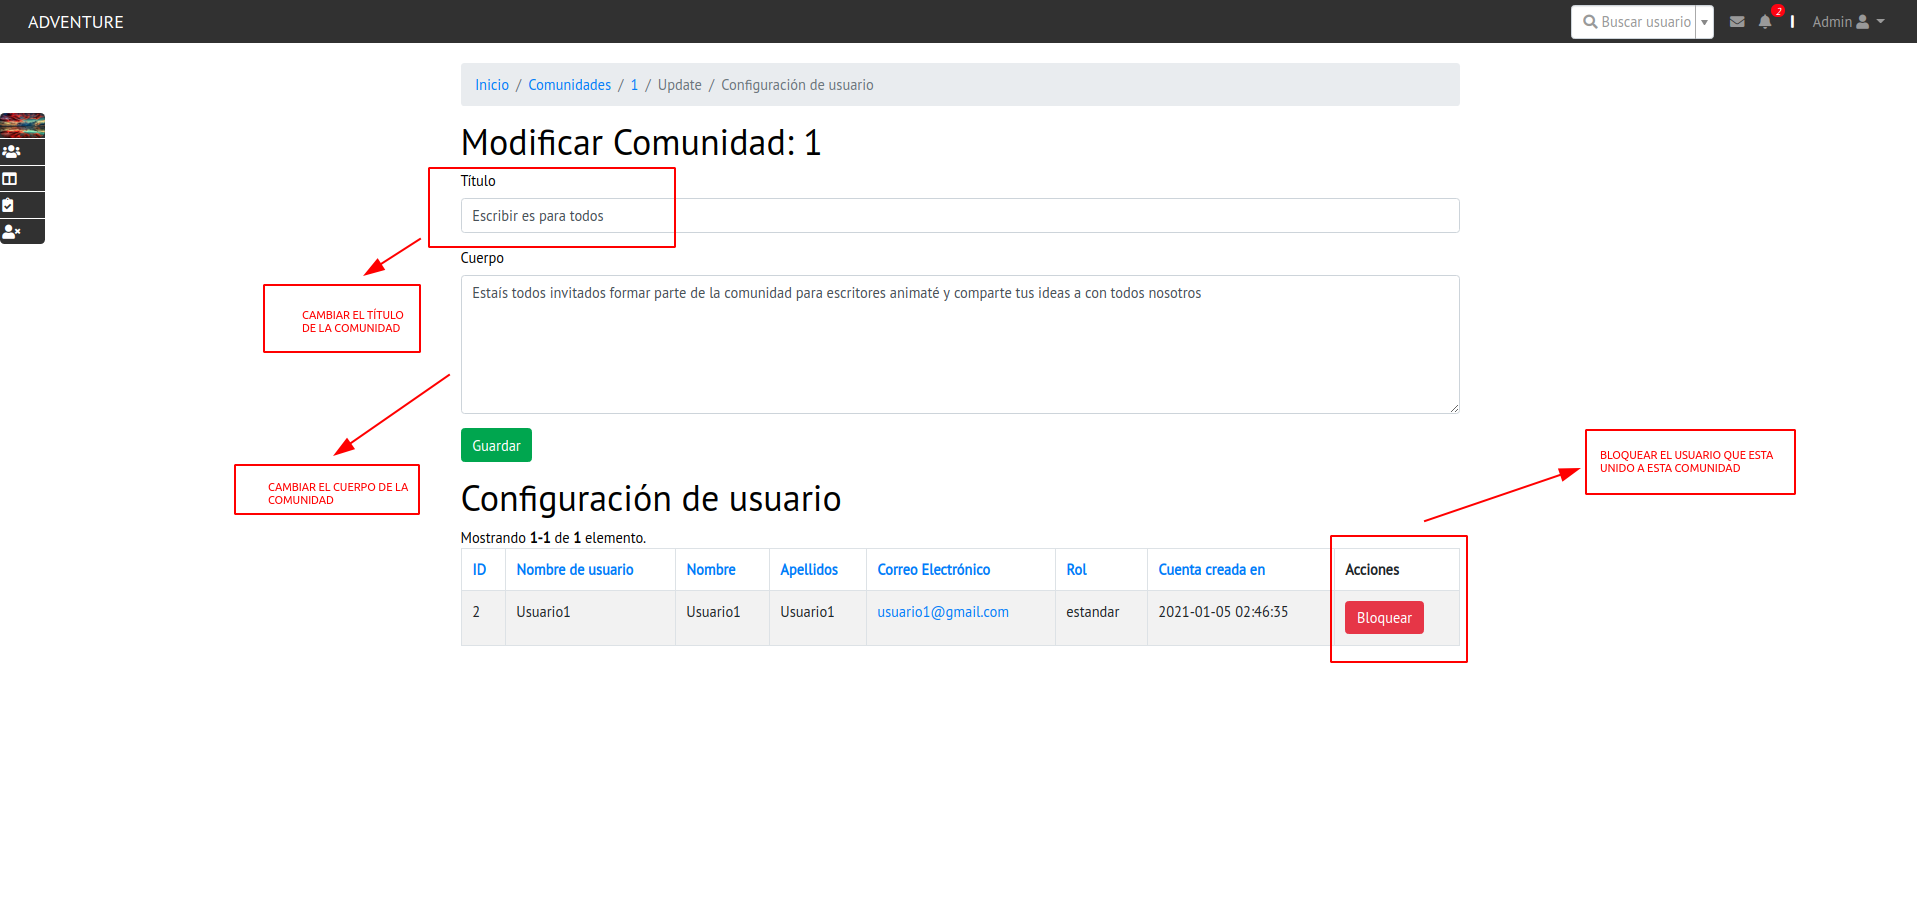 ADVENTURE
Buscar usuario
2
Admin
Inicio / Comunidades / 1 / Update / Configuración de usuario
Modificar Comunidad: 1
Título
Escribir es para todos
Cuerpo
Estaís todos invitados formar parte de la comunidad para escritores animaté y comparte tus ideas a con todos nosotros
CAMBIAR EL TÍTULO
DE LA COMUNIDAD
Guardar
CAMBIAR EL CUERPO DE LA
COMUNIDAD
BLOQUEAR EL USUARIO QUE ESTA
UNIDO A ESTA COMUNIDAD
Configuración de usuario
Mostrando 1-1 de 1 elemento.
ID Nombre de usuario Nombre Apellidos Correo Electrónico Rol Cuenta creada en Acciones
2 Usuario1 Usuario1 Usuario1 usuario1@gmail.com estandar 2021-01-05 02:46:35 Bloquear